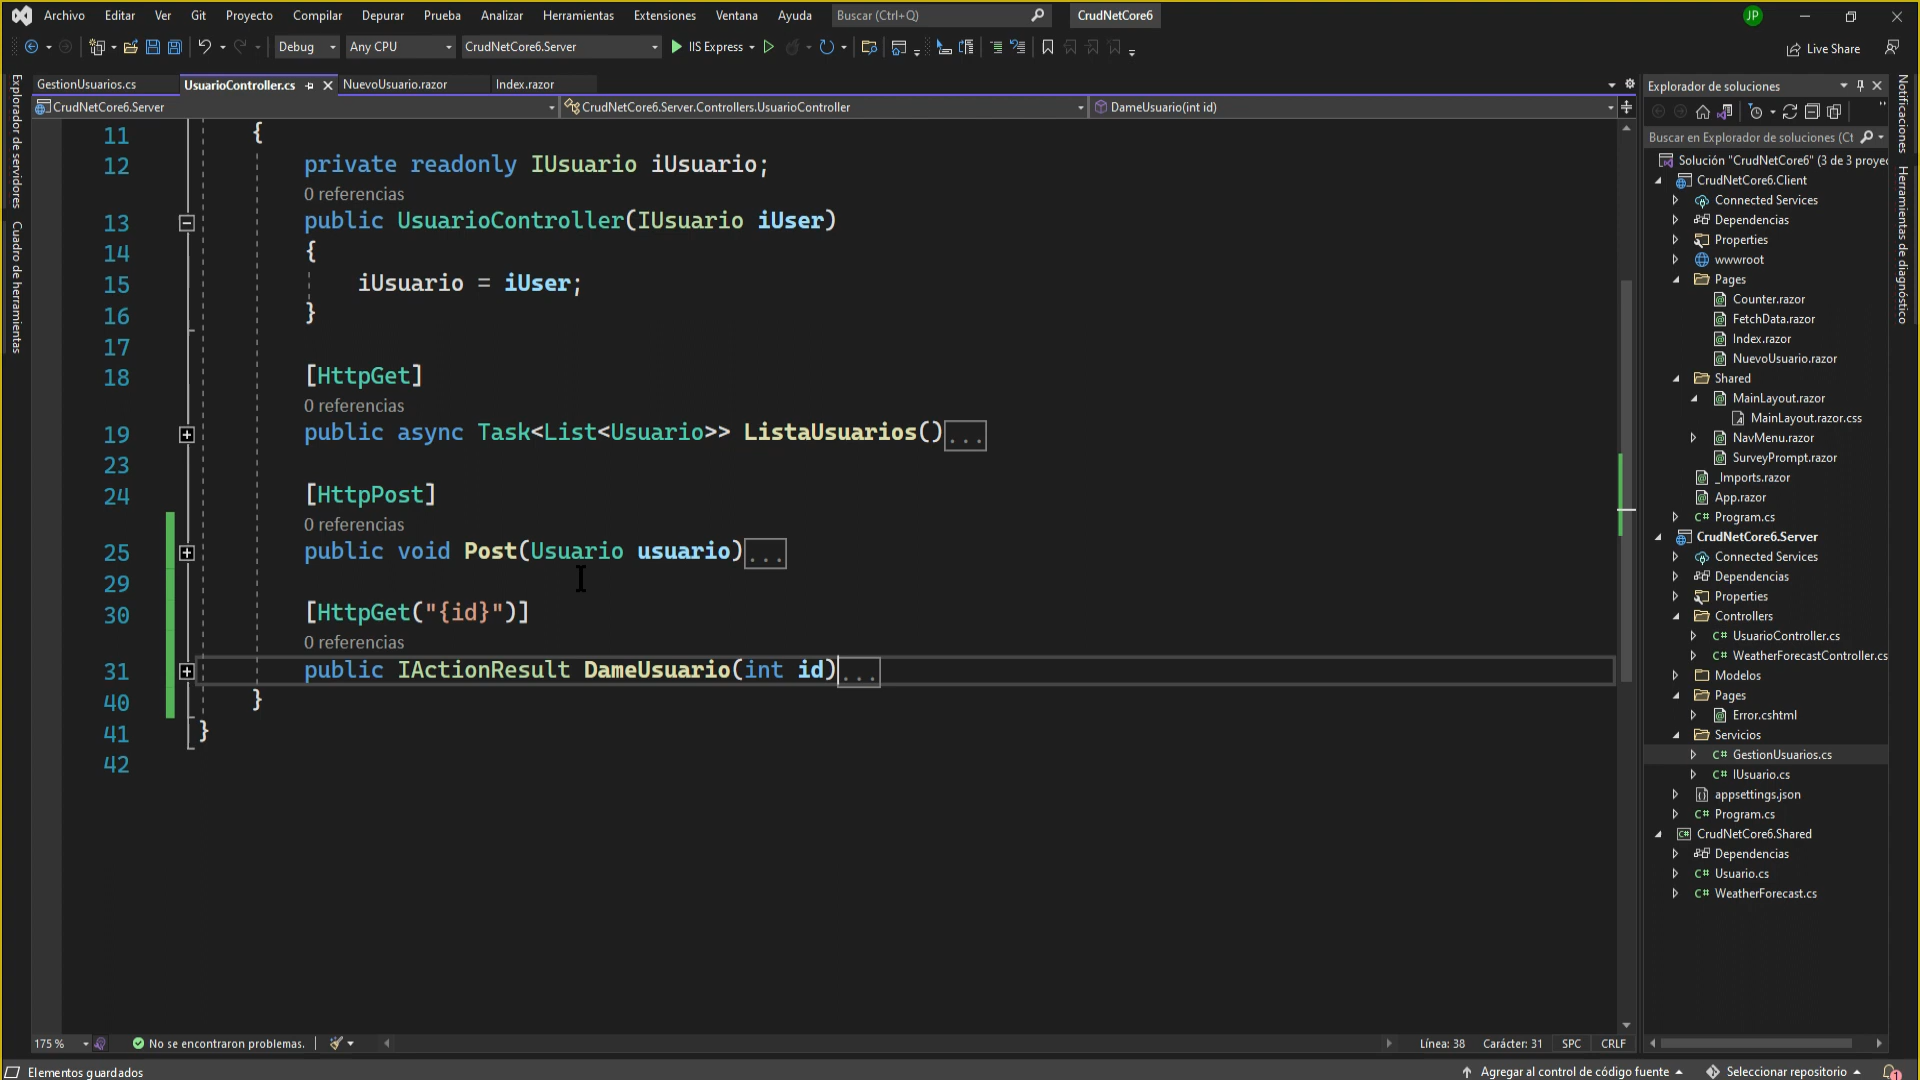 Archivo Editar Ver Git Proyecto Compilar Depurar Prueba Analizar Herramientas Extensiones Ventana Ayuda Buscar (Ctrl+Q) CrudNetCore6 JP
Debug Any CPU CrudNetCore6.Server IIS Express Live Share
GestionUsuarios.cs UsuarioController.cs NuevoUsuario.razor Index.razor
CrudNetCore6.Server CrudNetCore6.Server.Controllers.UsuarioController DameUsuario(int id)
Explorador de servidores
Cuadro de herramientas
11 {
12 private readonly IUsuario iUsuario;
0 referencias
13 public UsuarioController(IUsuario iUser)
14 {
15 iUsuario = iUser;
16 }
17
18 [HttpGet]
0 referencias
19 public async Task<List<Usuario>> ListaUsuarios()...
23
24 [HttpPost]
0 referencias
25 public void Post(Usuario usuario)...
29
30 [HttpGet("{id}")]
0 referencias
31 public IActionResult DameUsuario(int id)...
40 }
41 }
42
175 % No se encontraron problemas. Línea: 38 Carácter: 31 SPC CRLF
Explorador de soluciones
Buscar en Explorador de soluciones (Ct
Solución "CrudNetCore6" (3 de 3 proye
CrudNetCore6.Client
Connected Services
Dependencias
Properties
wwwroot
Pages
Counter.razor
FetchData.razor
Index.razor
NuevoUsuario.razor
Shared
MainLayout.razor
MainLayout.razor.css
NavMenu.razor
SurveyPrompt.razor
_Imports.razor
App.razor
C# Program.cs
CrudNetCore6.Server
Connected Services
Dependencias
Properties
Controllers
C# UsuarioController.cs
C# WeatherForecastController.cs
Modelos
Pages
Error.cshtml
Servicios
C# GestionUsuarios.cs
C# IUsuario.cs
appsettings.json
C# Program.cs
CrudNetCore6.Shared
Dependencias
C# Usuario.cs
C# WeatherForecast.cs
Notificaciones
Herramientas de diagnóstico
Elementos guardados Agregar al control de código fuente Seleccionar repositorio 1